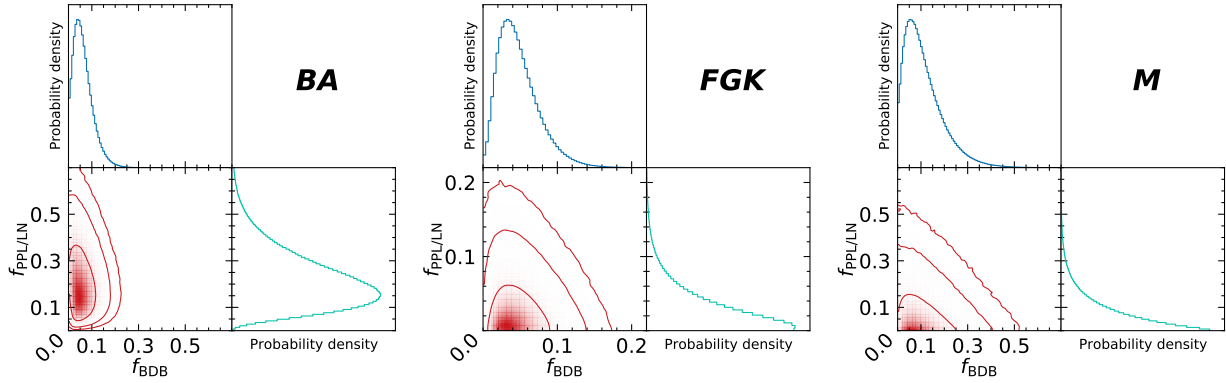 Probability density
BA
0.5
0.3
0.1
0.0
f_PPL/LN
0.1 0.3 0.5
f_BDB
Probability density
Probability density
FGK
0.2
0.1
0.0
f_PPL/LN
0.1 0.2
f_BDB
Probability density
Probability density
M
0.5
0.3
0.1
0.0
f_PPL/LN
0.1 0.3 0.5
f_BDB
Probability density